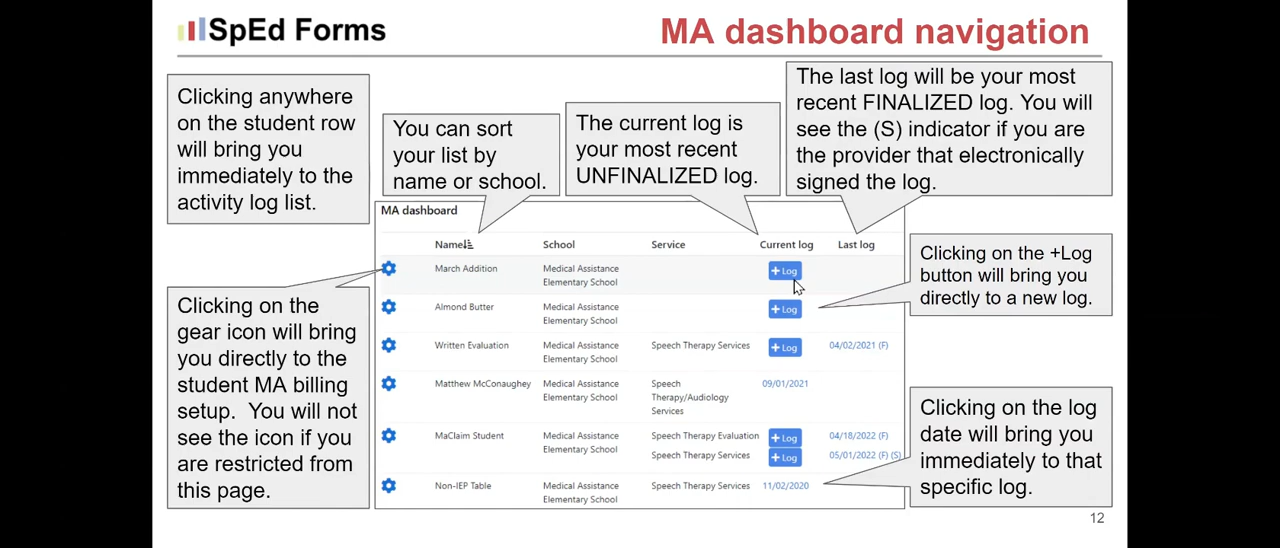 SpEd Forms
MA dashboard navigation
Clicking anywhere
on the student row
will bring you
immediately to the
activity log list.
You can sort
your list by
name or school.
The current log is
your most recent
UNFINALIZED log.
The last log will be your most
recent FINALIZED log. You will
see the (S) indicator if you are
the provider that electronically
signed the log.
MA dashboard
Name School Service Current log Last log
March Addition Medical Assistance + Log
Elementary School
Almond Butter Medical Assistance + Log
Elementary School
Written Evaluation Medical Assistance Speech Therapy Services + Log 04/02/2021 (F)
Elementary School
Matthew McConaughey Medical Assistance Speech 09/01/2021
Elementary School Therapy/Audiology
Services
MaClaim Student Medical Assistance Speech Therapy Evaluation + Log 04/18/2022 (F)
Elementary School Speech Therapy Services + Log 05/01/2022 (F) (S)
Non-IEP Table Medical Assistance Speech Therapy Services 11/02/2020
Elementary School
Clicking on the +Log
button will bring you
directly to a new log.
Clicking on the
gear icon will bring
you directly to the
student MA billing
setup. You will not
see the icon if you
are restricted from
this page.
Clicking on the log
date will bring you
immediately to that
specific log.
12